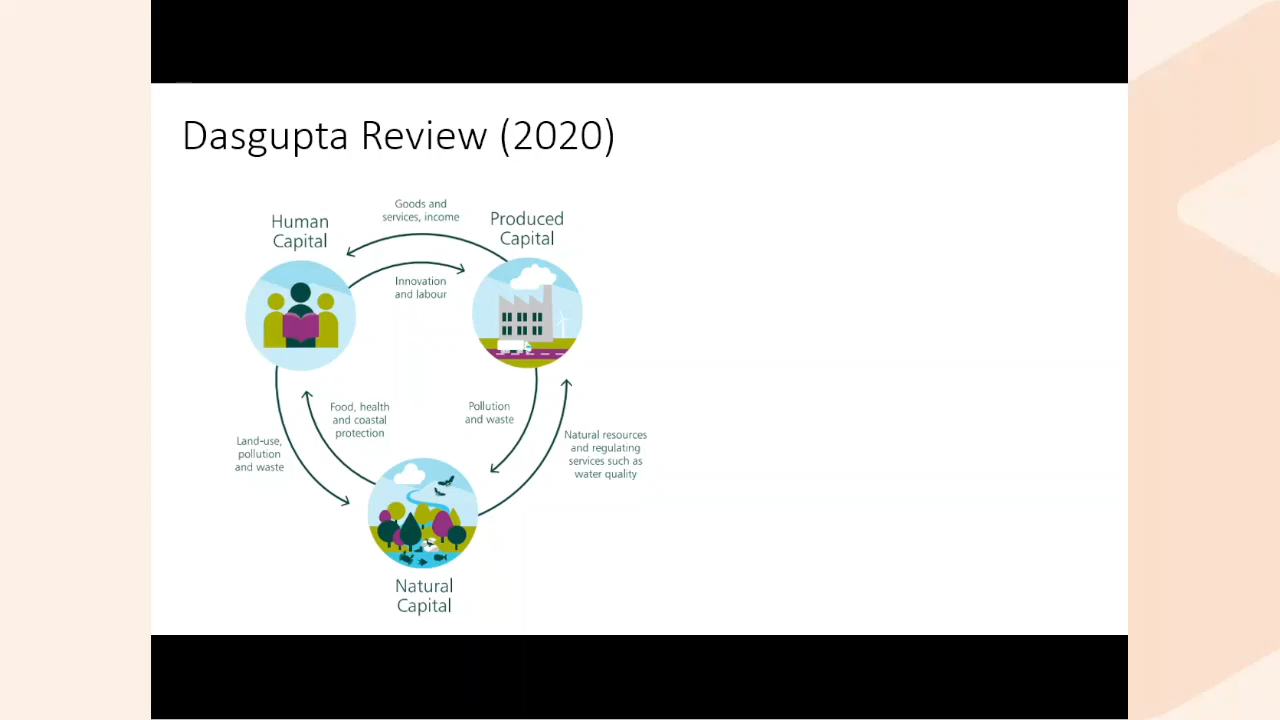 Dasgupta Review (2020)
Goods and
services, income
Human
Capital
Produced
Capital
Innovation
and labour
Food, health
and coastal
protection
Pollution
and waste
Land-use,
pollution
and waste
Natural resources
and regulating
services such as
water quality
Natural
Capital